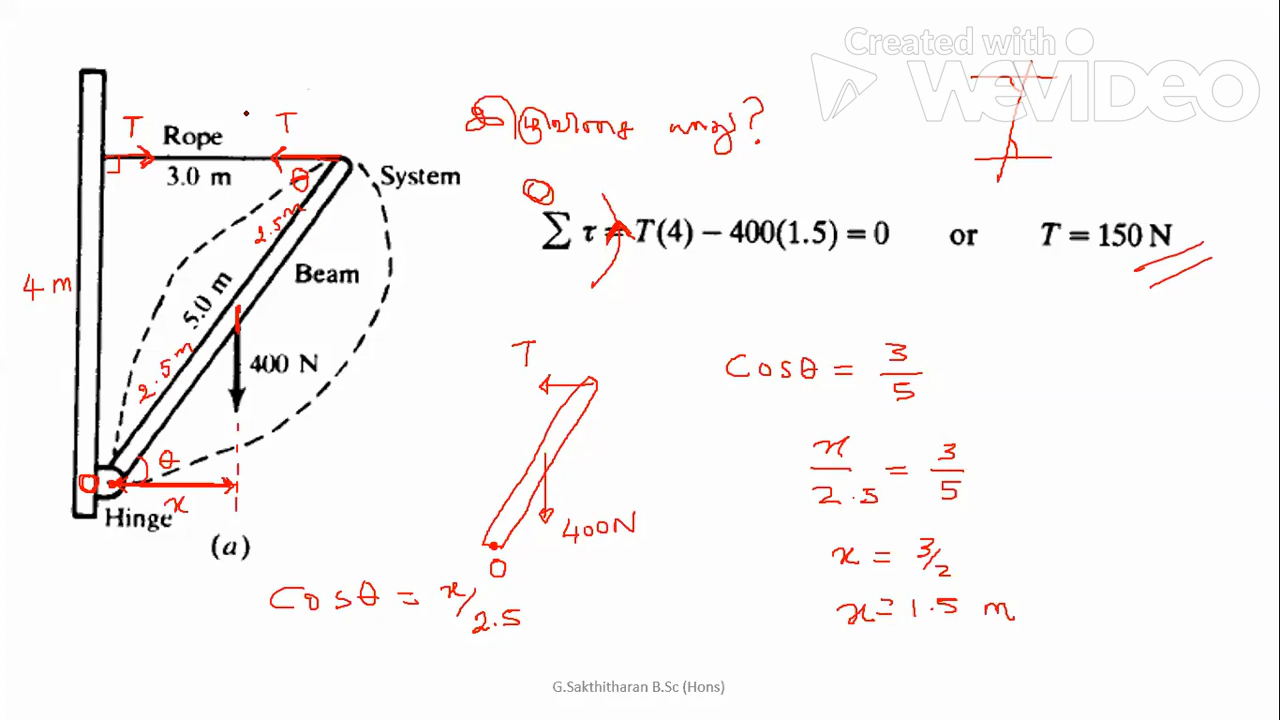 Created with
WEVIDEO
T
T
Rope
3.0 m
θ
System
2.5m
4 m
5.0 m
Beam
2.5m
400 N
θ
O
x
Hinge
(a)
∑ τ = T(4) − 400(1.5) = 0 or T = 150 N
T
400N
O
Cosθ = x/2.5
Cosθ = 3/5
x/2.5 = 3/5
x = 3/2
x = 1.5 m
G.Sakthitharan B.Sc (Hons)